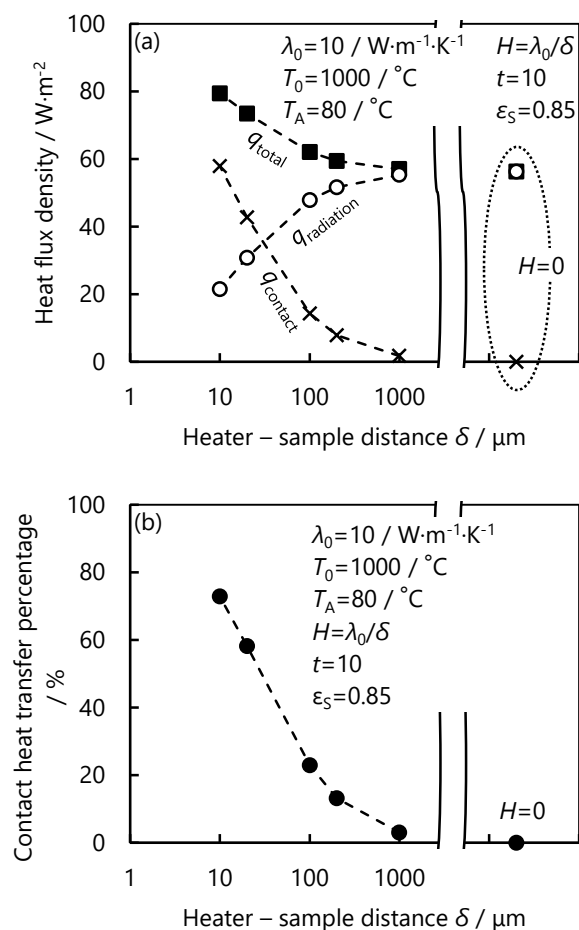 (a)
λ0=10 / W·m-1·K-1
T0=1000 / °C
TA=80 / °C
H=λ0/δ
t=10
εS=0.85
Heat flux density / W·m-2
100
80
60
40
20
0
qtotal
qradiation
qcontact
H=0
1
10
100
1000
Heater – sample distance δ / μm
(b)
λ0=10 / W·m-1·K-1
T0=1000 / °C
TA=80 / °C
H=λ0/δ
t=10
εS=0.85
Contact heat transfer percentage
/ %
100
80
60
40
20
0
H=0
1
10
100
1000
Heater – sample distance δ / μm